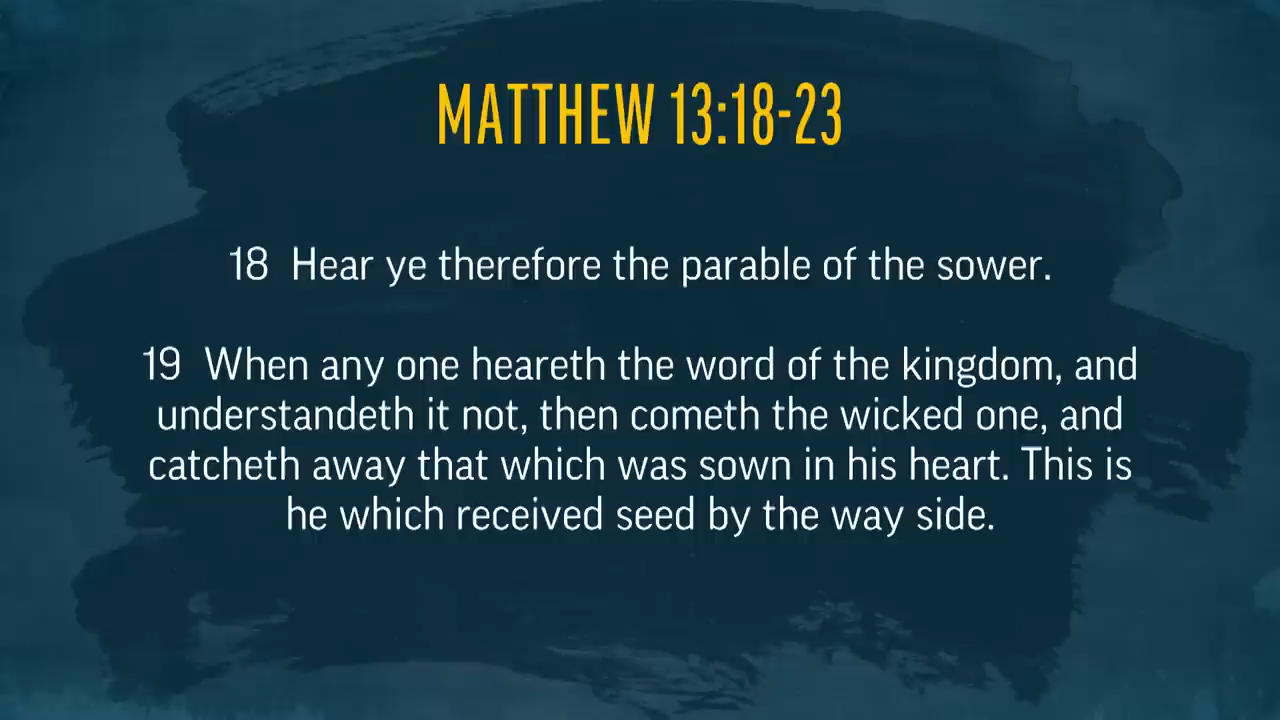 MATTHEW 13:18-23
18 Hear ye therefore the parable of the sower.
19 When any one heareth the word of the kingdom, and
understandeth it not, then cometh the wicked one, and
catcheth away that which was sown in his heart. This is
he which received seed by the way side.